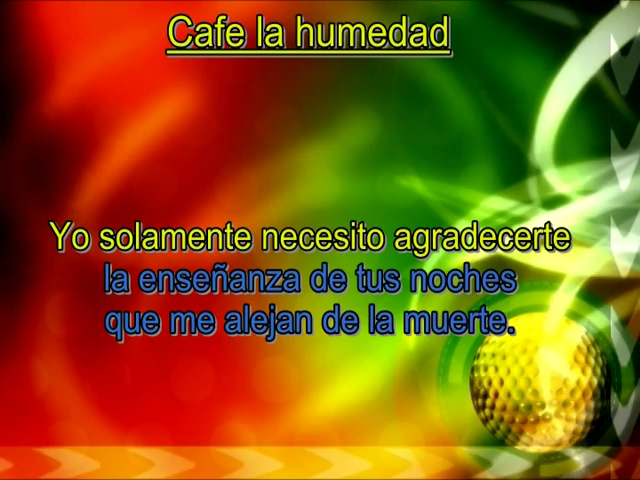 Cafe la humedad
Yo solamente necesito agradecerte
la enseñanza de tus noches
que me alejan de la muerte.